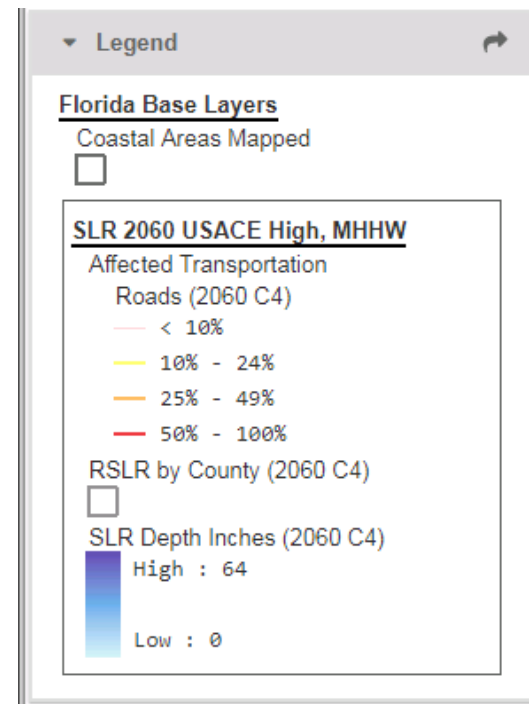 Legend
Florida Base Layers
Coastal Areas Mapped
SLR 2060 USACE High, MHHW
Affected Transportation
Roads (2060 C4)
< 10%
10% - 24%
25% - 49%
50% - 100%
RSLR by County (2060 C4)
SLR Depth Inches (2060 C4)
High : 64
Low : 0